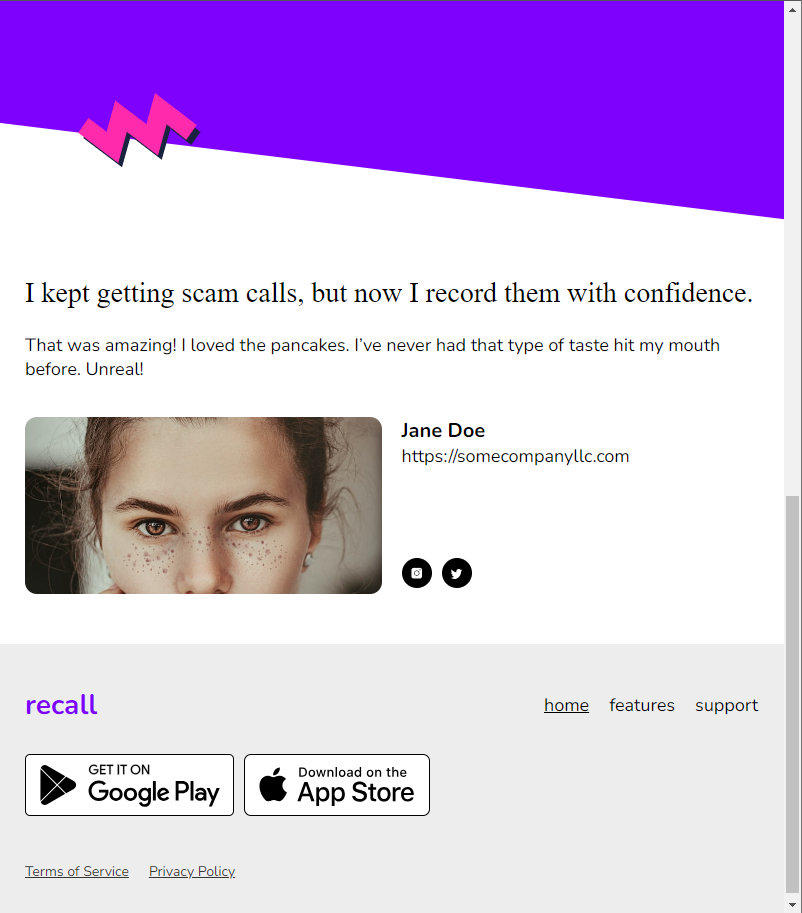 I kept getting scam calls, but now I record them with confidence.
That was amazing! I loved the pancakes. I’ve never had that type of taste hit my mouth
before. Unreal!
Jane Doe
https://somecompanyllc.com
recall
home features support
GET IT ON
Google Play
Download on the
App Store
Terms of Service Privacy Policy